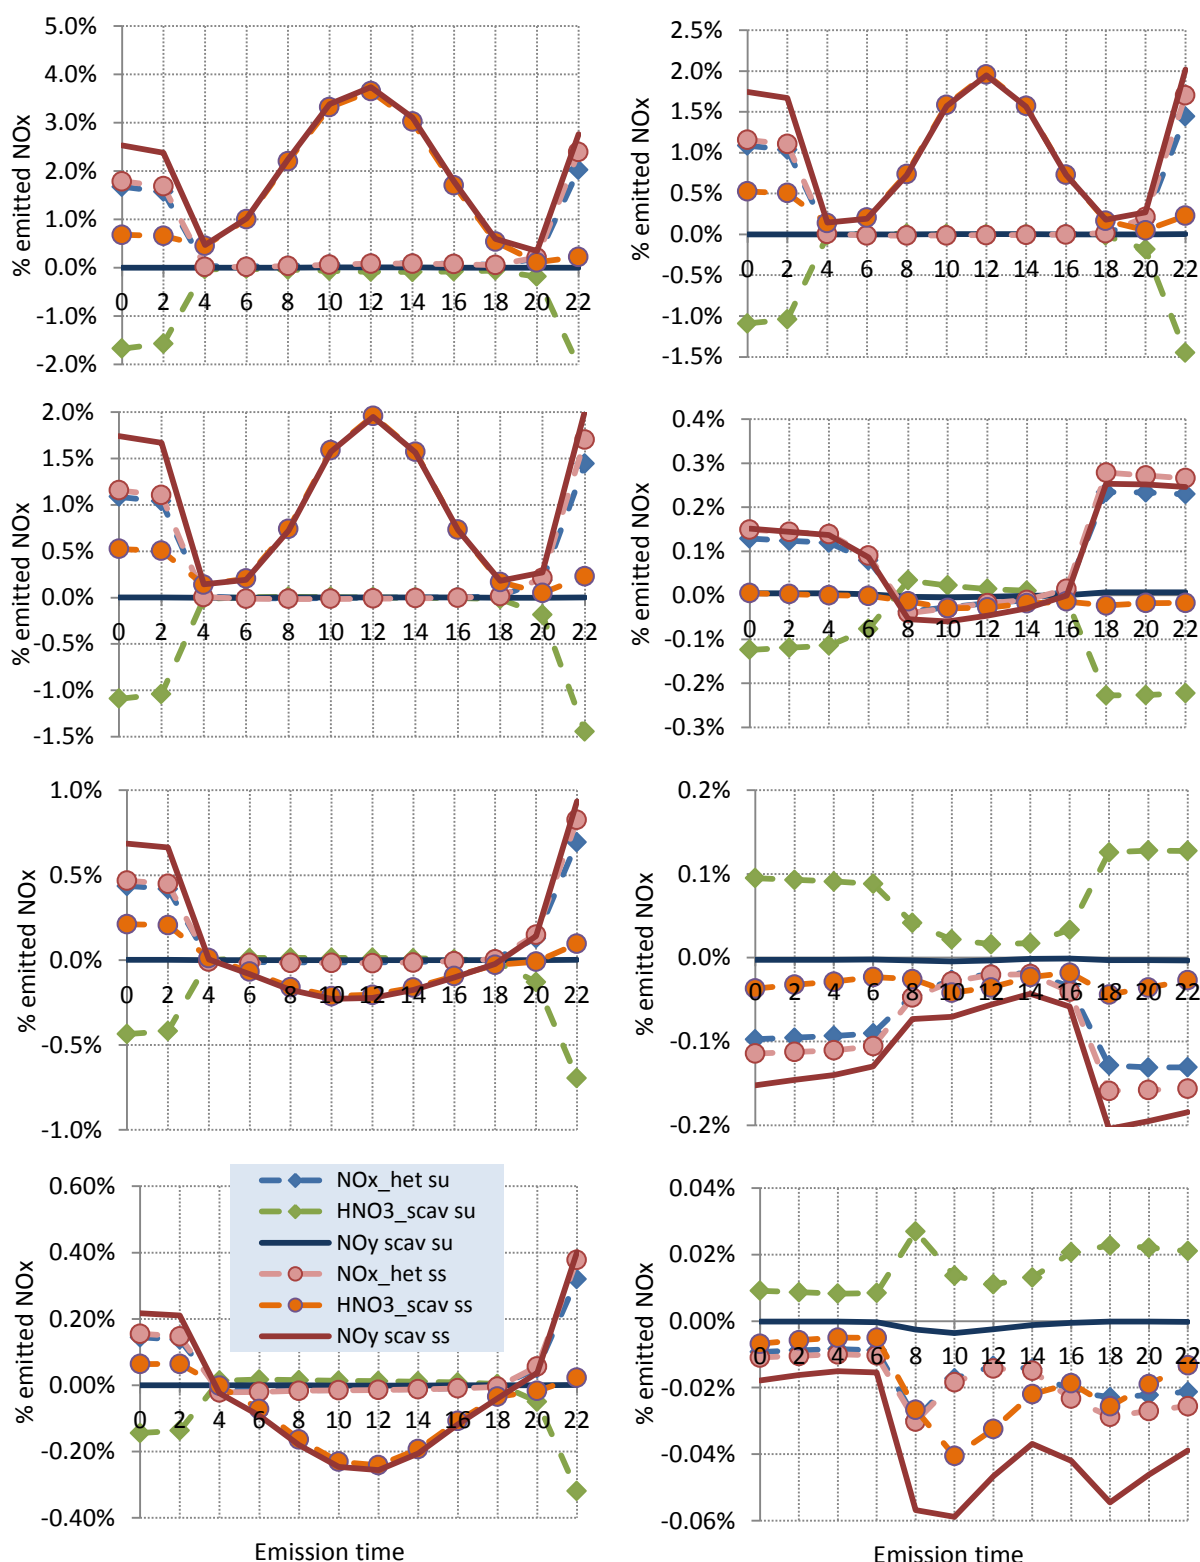 5.0%
4.0%
3.0%
2.0%
1.0%
0.0%
-1.0%
-2.0%
% emitted NOx
0 2 4 6 8 10 12 14 16 18 20 22
2.5%
2.0%
1.5%
1.0%
0.5%
0.0%
-0.5%
-1.0%
-1.5%
% emitted NOx
0 2 4 6 8 10 12 14 16 18 20 22
2.0%
1.5%
1.0%
0.5%
0.0%
-0.5%
-1.0%
-1.5%
% emitted NOx
0 2 4 6 8 10 12 14 16 18 20 22
0.4%
0.3%
0.2%
0.1%
0.0%
-0.1%
-0.2%
-0.3%
% emitted NOx
0 2 4 6 8 10 12 14 16 18 20 22
1.0%
0.5%
0.0%
-0.5%
-1.0%
% emitted NOx
0 2 4 6 8 10 12 14 16 18 20 22
0.2%
0.1%
0.0%
-0.1%
-0.2%
% emitted NOx
0 2 4 6 8 10 12 14 16 18 20 22
0.60%
0.40%
0.20%
0.00%
-0.20%
-0.40%
% emitted NOx
0 2 4 6 8 10 12 14 16 18 20 22
NOx_het su
HNO3_scav su
NOy scav su
NOx_het ss
HNO3_scav ss
NOy scav ss
Emission time
0.04%
0.02%
0.00%
-0.02%
-0.04%
-0.06%
% emitted NOx
0 2 4 6 8 10 12 14 16 18 20 22
Emission time